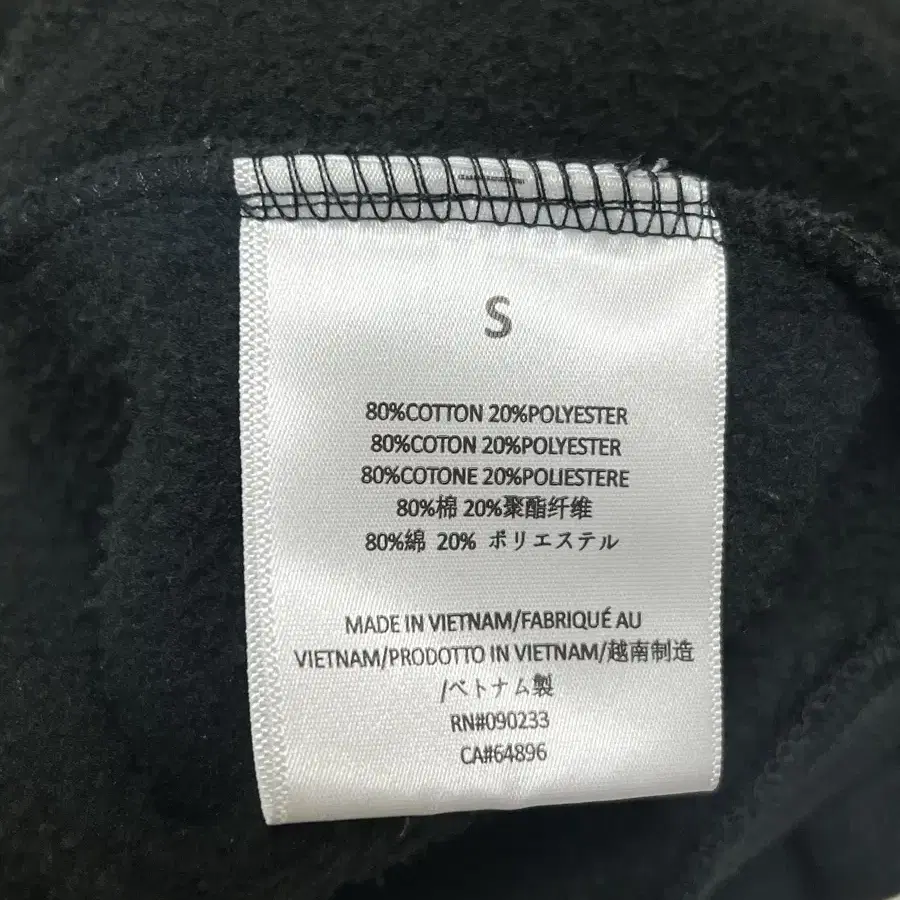 S
80%COTTON 20%POLYESTER
80%COTON 20%POLYESTER
80%COTONE 20%POLIESTERE
80%棉 20%聚酯纤维
80%綿 20% ポリエステル
MADE IN VIETNAM/FABRIQUÉ AU
VIETNAM/PRODOTTO IN VIETNAM/越南制造
/ベトナム製
RN#090233
CA#64896